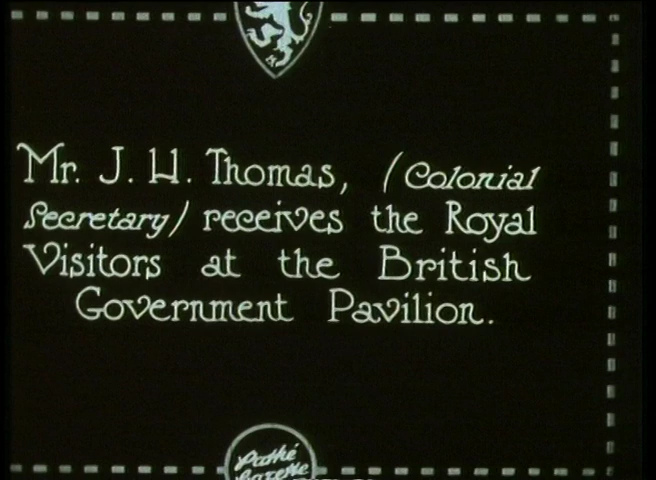 Mr. J. H. Thomas, (Colonial
Secretary) receives the Royal
Visitors at the British
Government Pavilion.
Pathé
Gazette